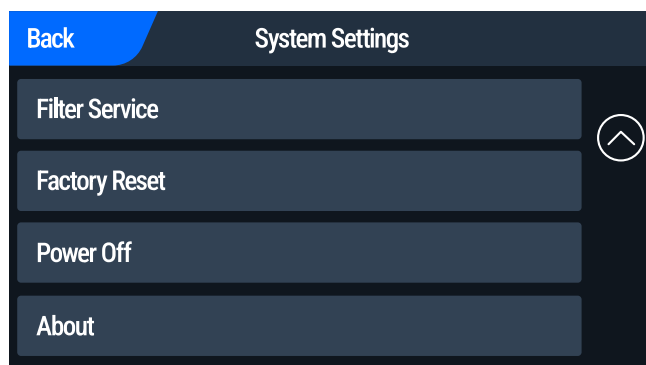 Back
System Settings
Filter Service
Factory Reset
Power Off
About